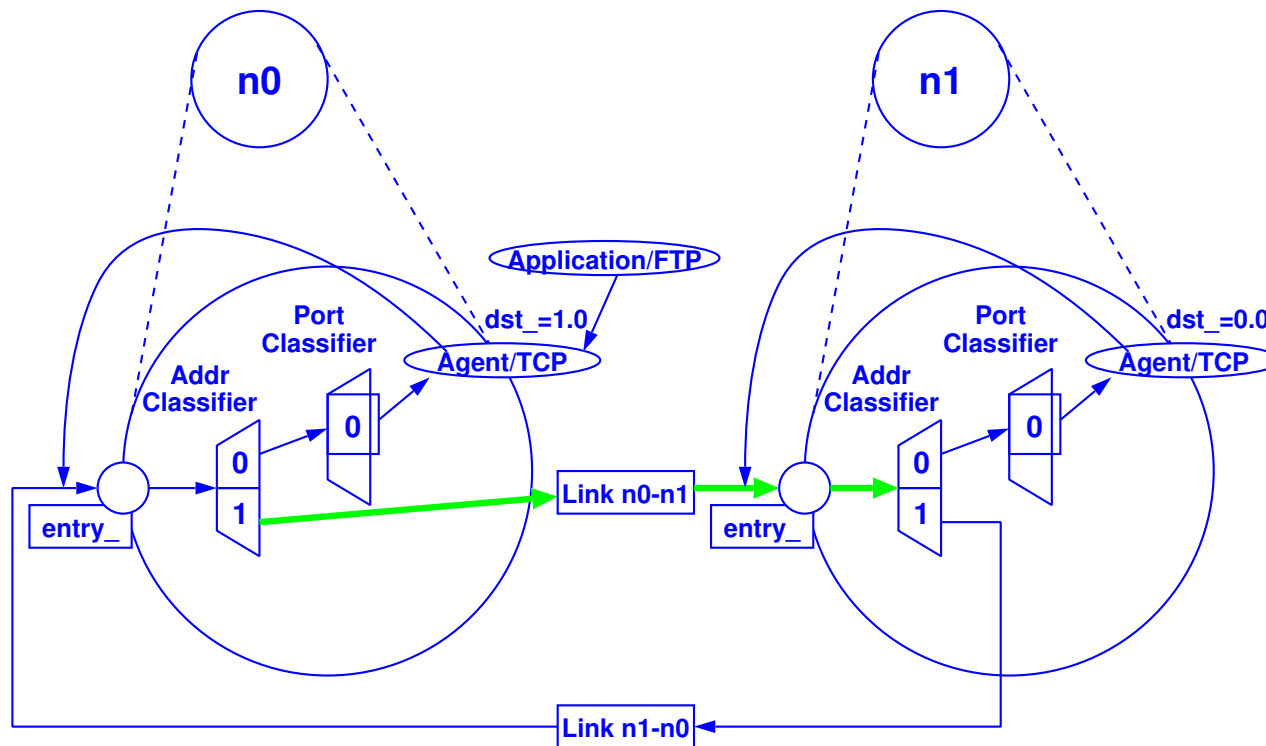 n0
n1
Application/FTP
Port
Classifier
dst_=1.0
Agent/TCP
Addr
Classifier
0
0
1
entry_
Link n0-n1
Port
Classifier
dst_=0.0
Agent/TCP
Addr
Classifier
0
0
1
entry_
Link n1-n0